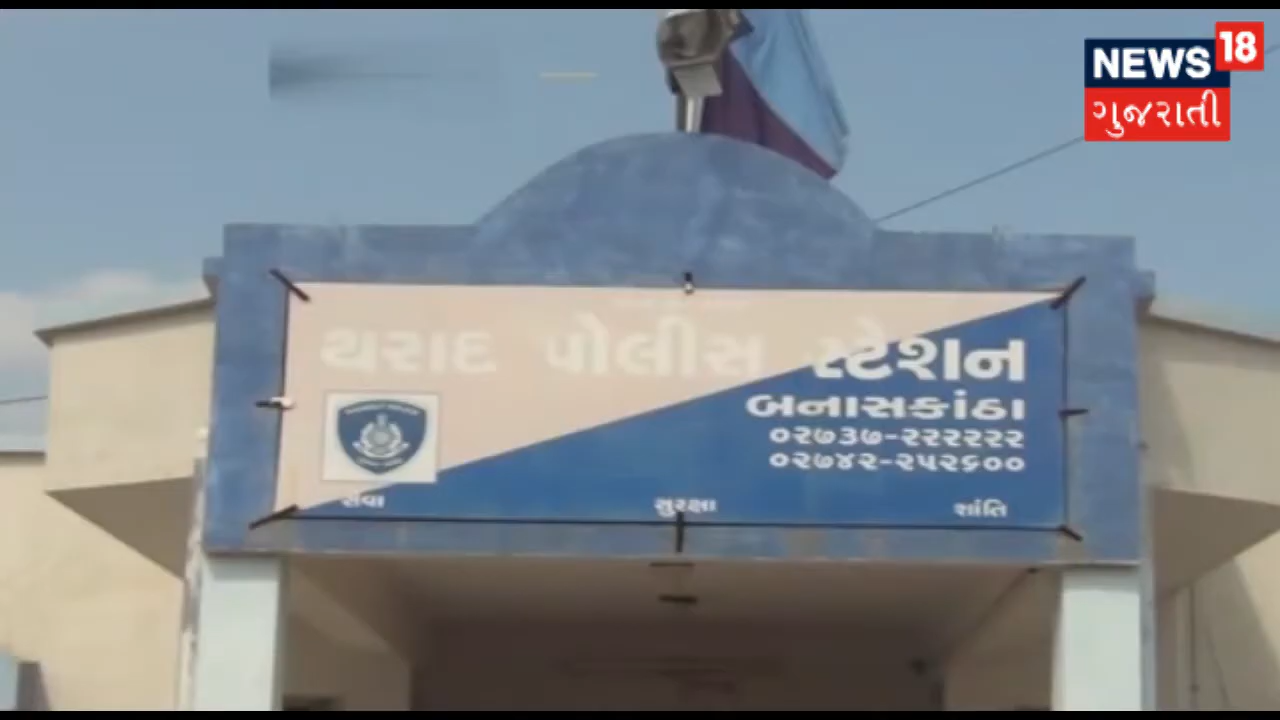 NEWS 18
ગુજરાતી
થરાદ પોલીસ સ્ટેશન
બનાસકાંઠા
૦૨૭૩૭-૨૨૨૨૨૨
૦૨૭૪૨-૨૫૨૬૦૦
સેવા સુરક્ષા શાંતિ